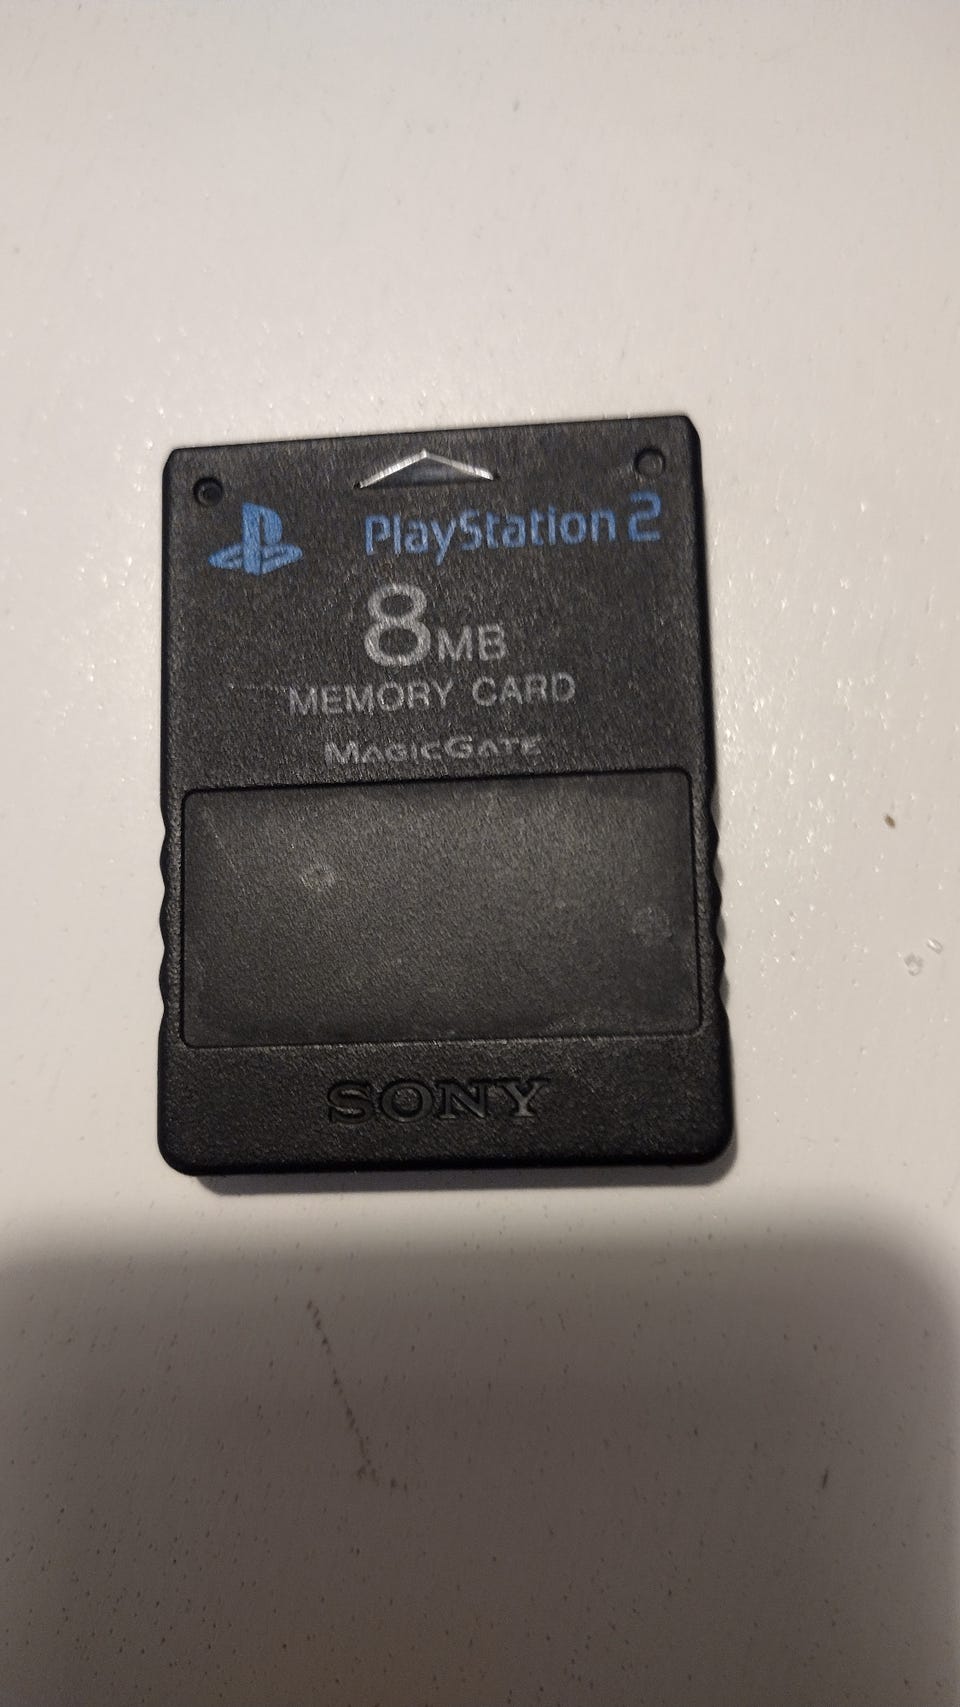 PlayStation 2
8MB
MEMORY CARD
MAGICGATE
SONY